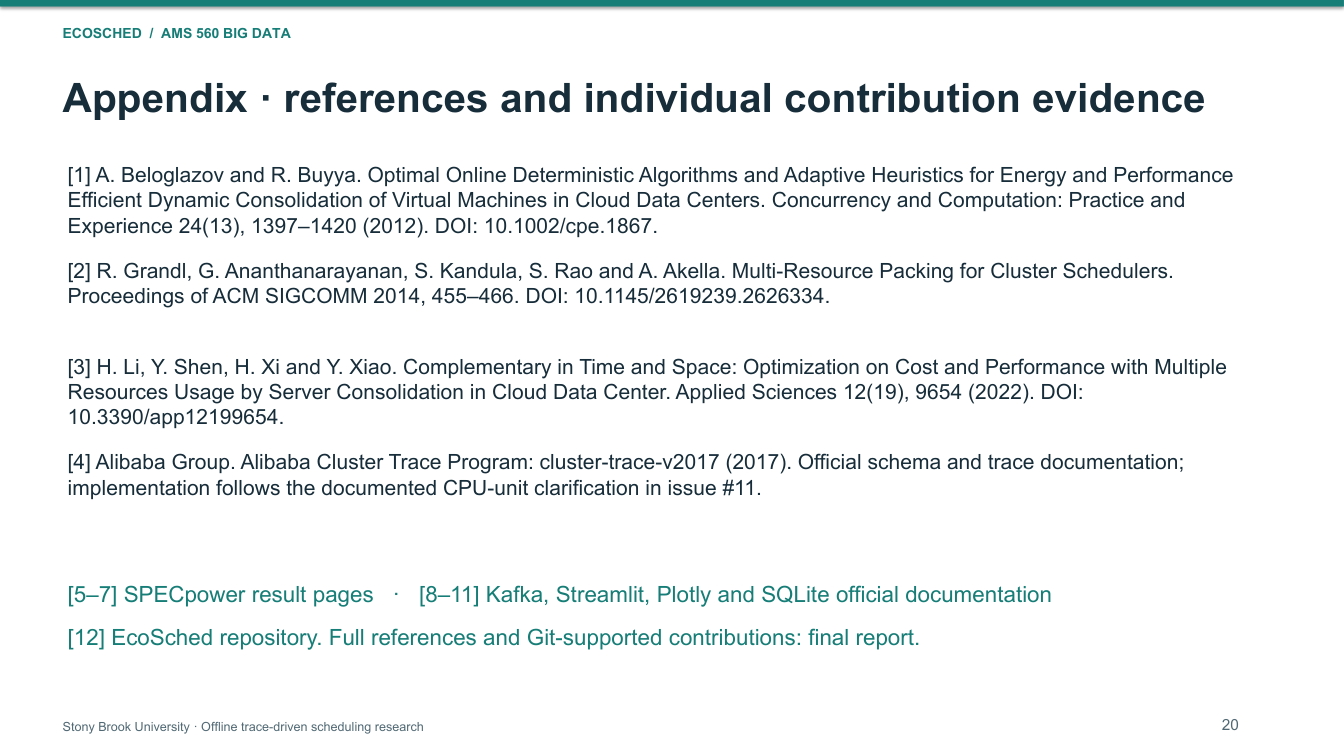 ECOSCHED / AMS 560 BIG DATA
Appendix · references and individual contribution evidence
[1] A. Beloglazov and R. Buyya. Optimal Online Deterministic Algorithms and Adaptive Heuristics for Energy and Performance
Efficient Dynamic Consolidation of Virtual Machines in Cloud Data Centers. Concurrency and Computation: Practice and
Experience 24(13), 1397–1420 (2012). DOI: 10.1002/cpe.1867.
[2] R. Grandl, G. Ananthanarayanan, S. Kandula, S. Rao and A. Akella. Multi-Resource Packing for Cluster Schedulers.
Proceedings of ACM SIGCOMM 2014, 455–466. DOI: 10.1145/2619239.2626334.
[3] H. Li, Y. Shen, H. Xi and Y. Xiao. Complementary in Time and Space: Optimization on Cost and Performance with Multiple
Resources Usage by Server Consolidation in Cloud Data Center. Applied Sciences 12(19), 9654 (2022). DOI:
10.3390/app12199654.
[4] Alibaba Group. Alibaba Cluster Trace Program: cluster-trace-v2017 (2017). Official schema and trace documentation;
implementation follows the documented CPU-unit clarification in issue #11.
[5–7] SPECpower result pages · [8–11] Kafka, Streamlit, Plotly and SQLite official documentation
[12] EcoSched repository. Full references and Git-supported contributions: final report.
Stony Brook University · Offline trace-driven scheduling research
20